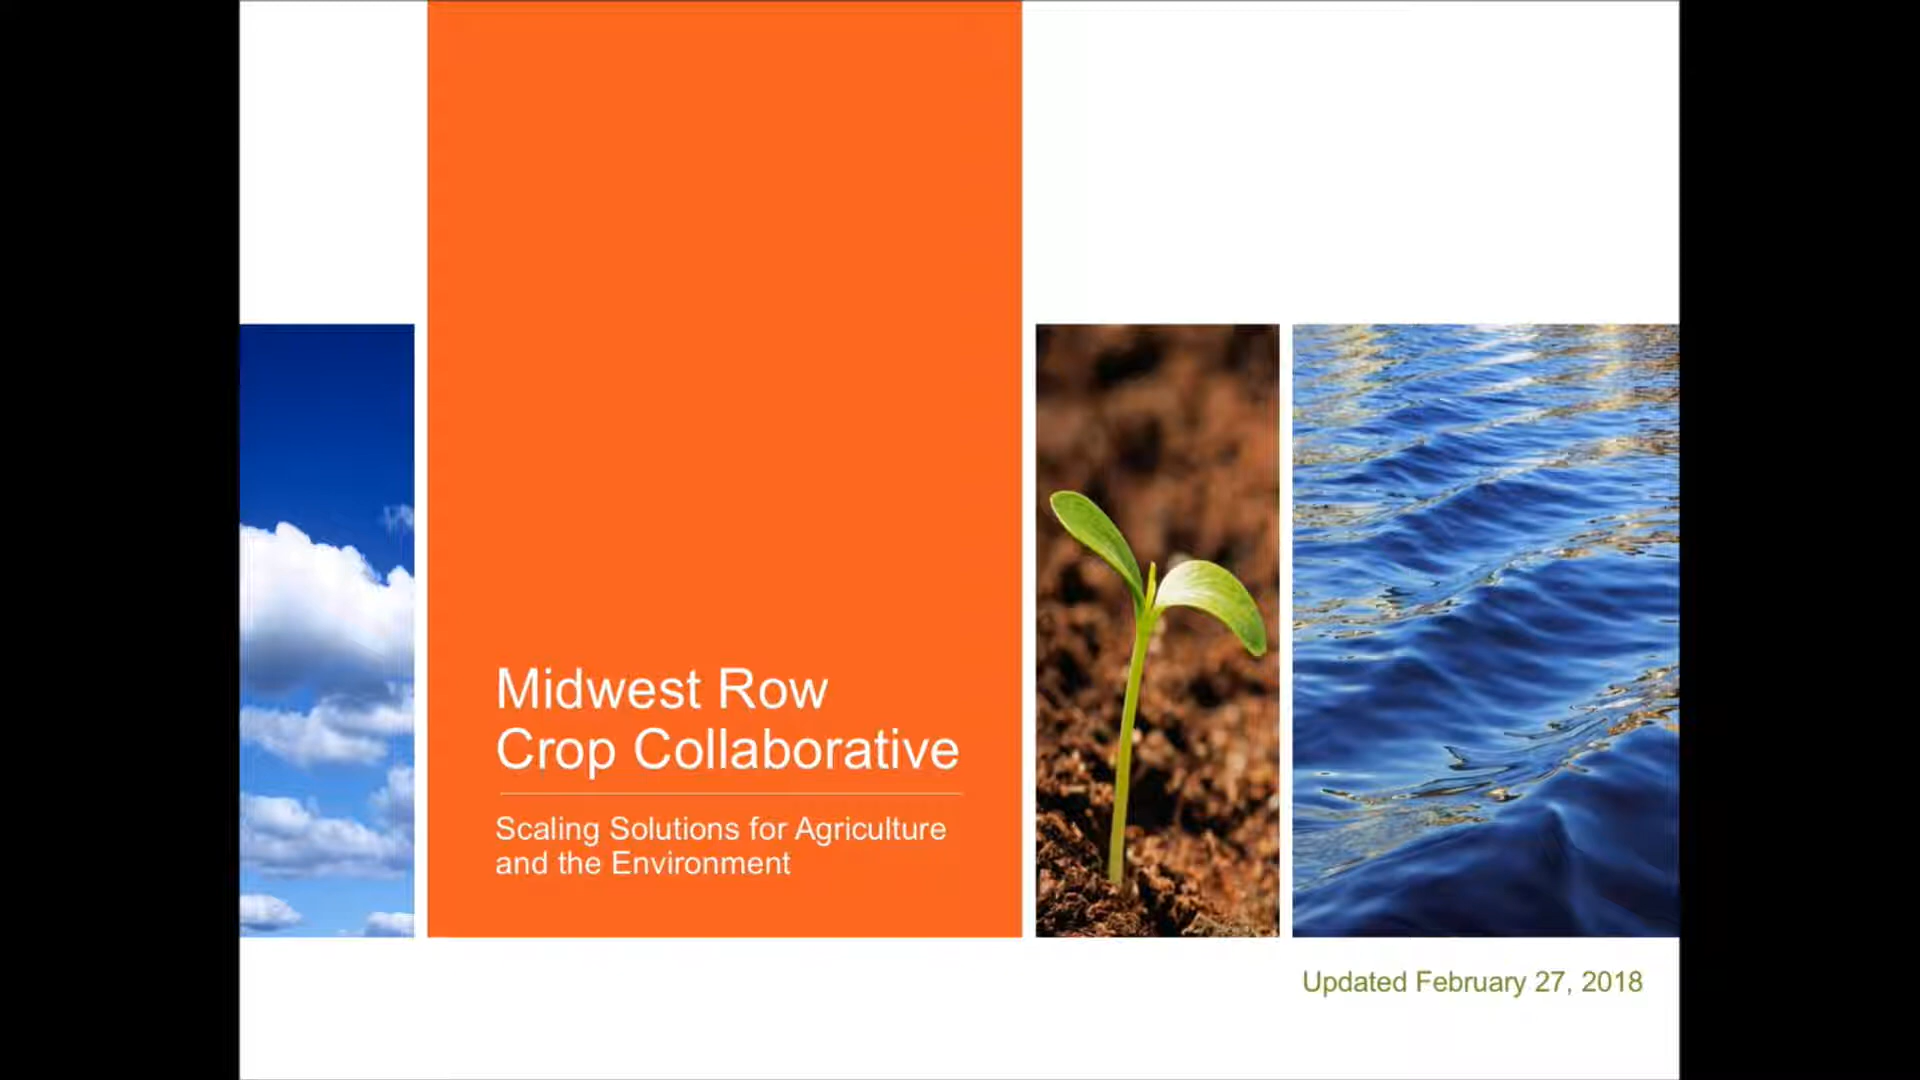 Midwest Row
Crop Collaborative
Scaling Solutions for Agriculture
and the Environment
Updated February 27, 2018